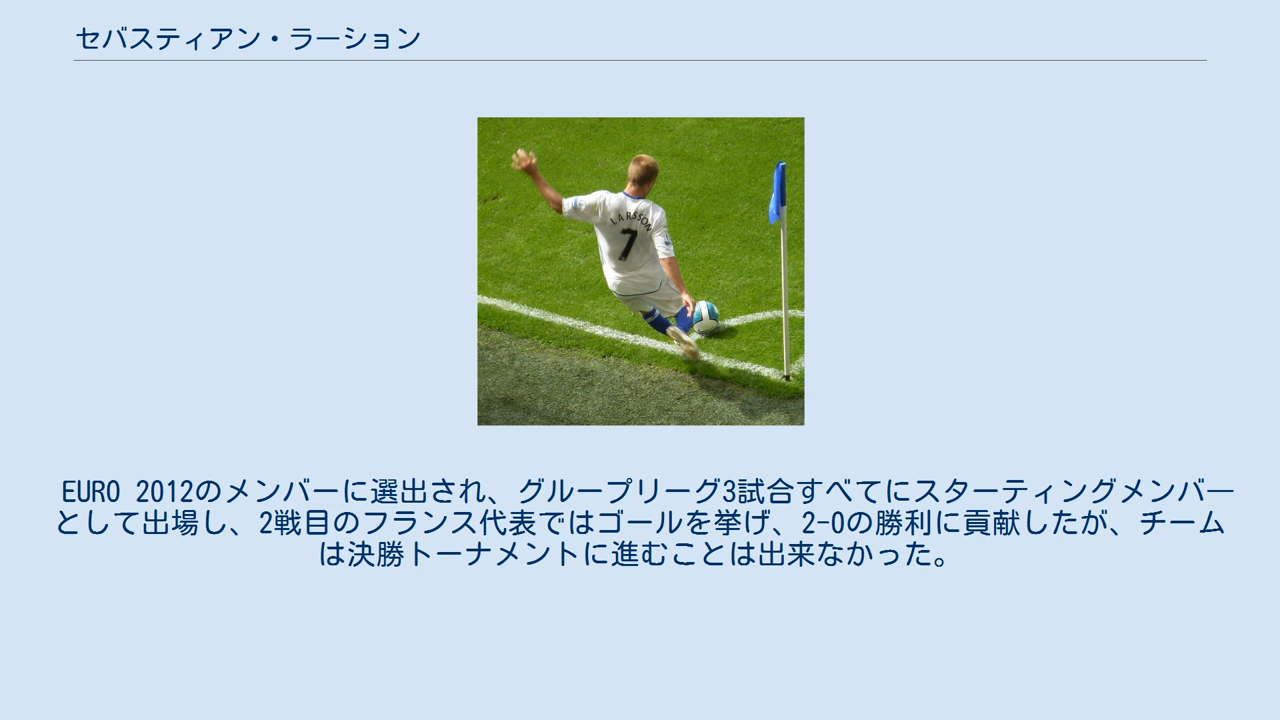 セバスティアン・ラーション
LARSSON
7
EURO 2012のメンバーに選出され、グループリーグ3試合すべてにスターティングメンバー
として出場し、2戦目のフランス代表ではゴールを挙げ、2-0の勝利に貢献したが、チーム
は決勝トーナメントに進むことは出来なかった。